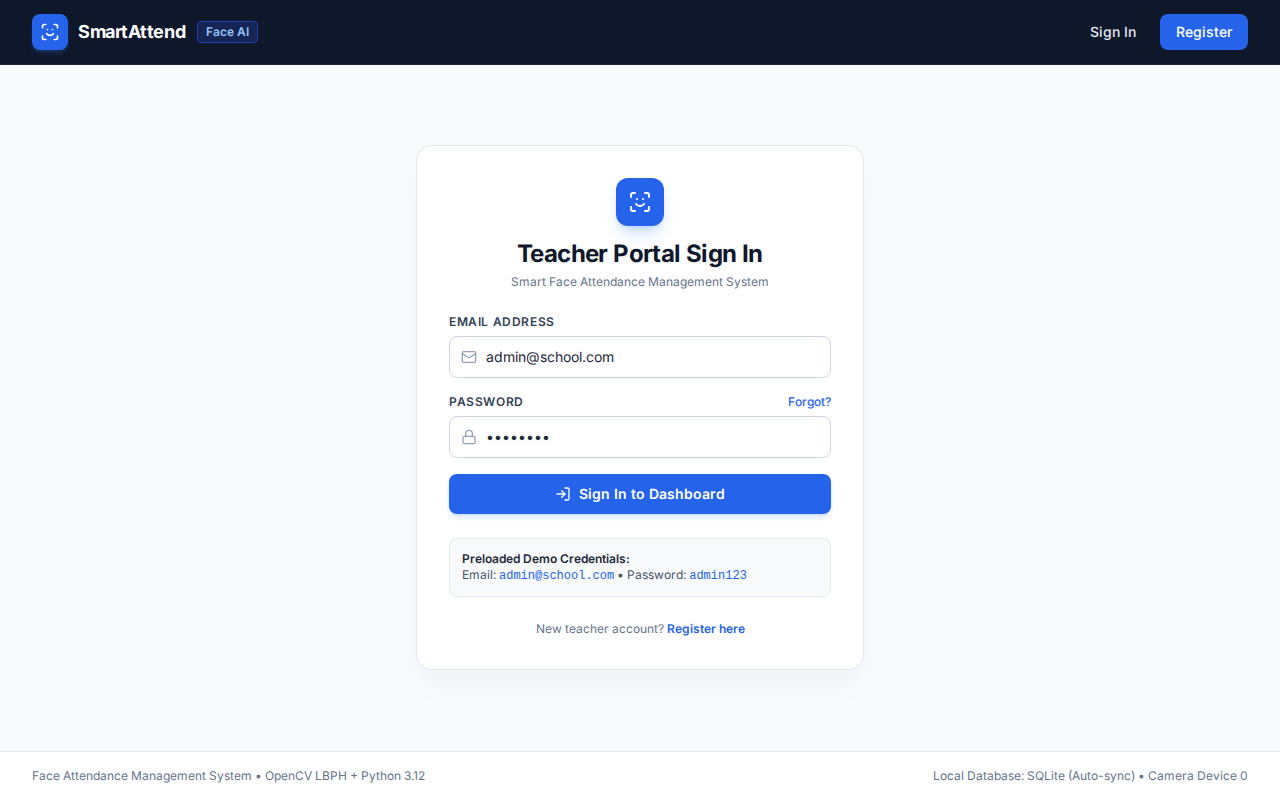 SmartAttend Face AI Sign In Register
Teacher Portal Sign In
Smart Face Attendance Management System
EMAIL ADDRESS
admin@school.com
PASSWORD Forgot?
••••••••
Sign In to Dashboard
Preloaded Demo Credentials:
Email: admin@school.com • Password: admin123
New teacher account? Register here
Face Attendance Management System • OpenCV LBPH + Python 3.12 Local Database: SQLite (Auto-sync) • Camera Device 0